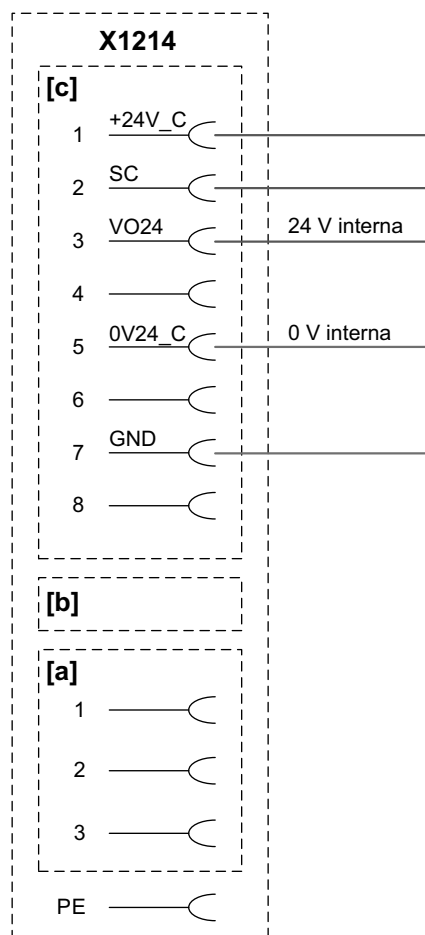 X1214
[c]
1 +24V_C
2 SC
3 VO24 24 V interna
4
5 0V24_C 0 V interna
6
7 GND
8
[b]
[a]
1
2
3
PE